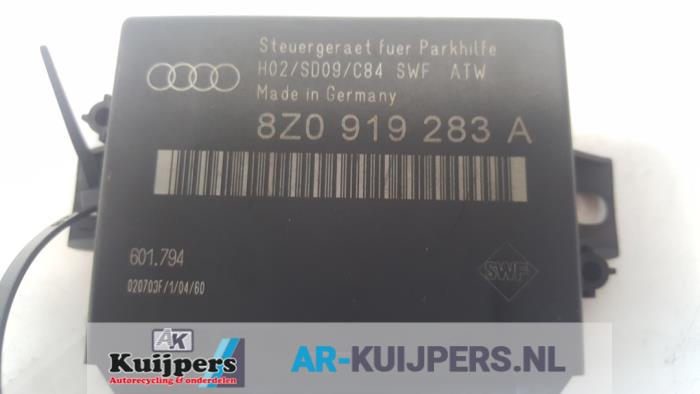 Steuergeraet fuer Parkhilfe
H02/SD09/C84 SWF ATW
Made in Germany
8Z0 919 283 A
601.794
020703F/1/04/60
SWF
AK
Kuijpers
Autorecycling & onderdelen
AR-KUIJPERS.NL